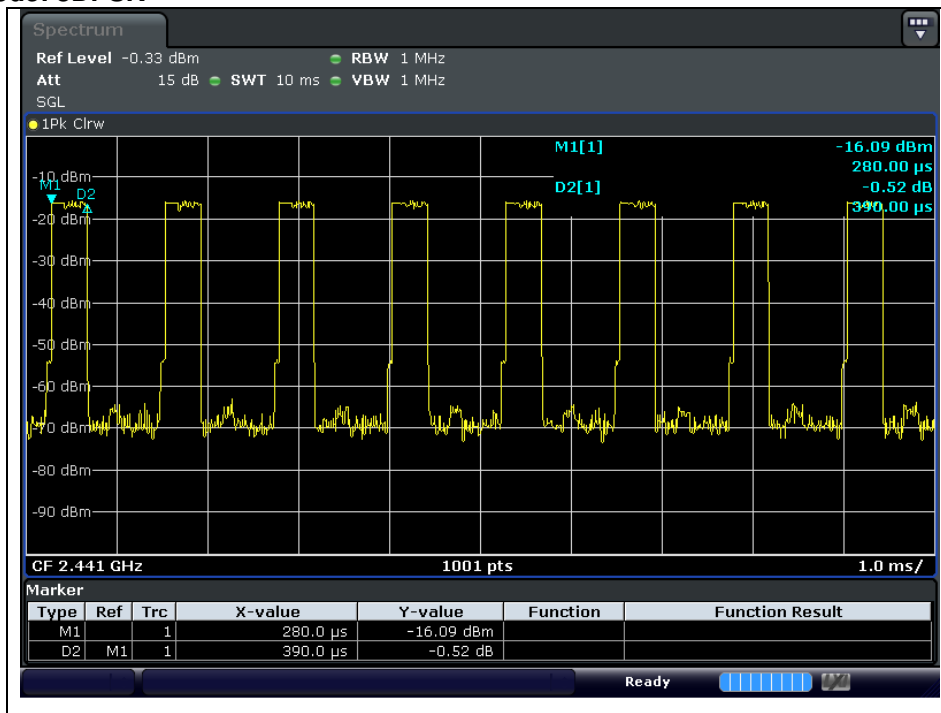 Spectrum
Ref Level -0.33 dBm RBW 1 MHz
Att 15 dB SWT 10 ms VBW 1 MHz
SGL
1Pk Clrw
M1[1] -16.09 dBm
280.00 µs
D2[1] -0.52 dB
390.00 µs
M1
D2
-10 dBm
-20 dBm
-30 dBm
-40 dBm
-50 dBm
-60 dBm
-70 dBm
-80 dBm
-90 dBm
CF 2.441 GHz 1001 pts 1.0 ms/
Marker
Type Ref Trc X-value Y-value Function Function Result
M1 1 280.0 µs -16.09 dBm
D2 M1 1 390.0 µs -0.52 dB
Ready